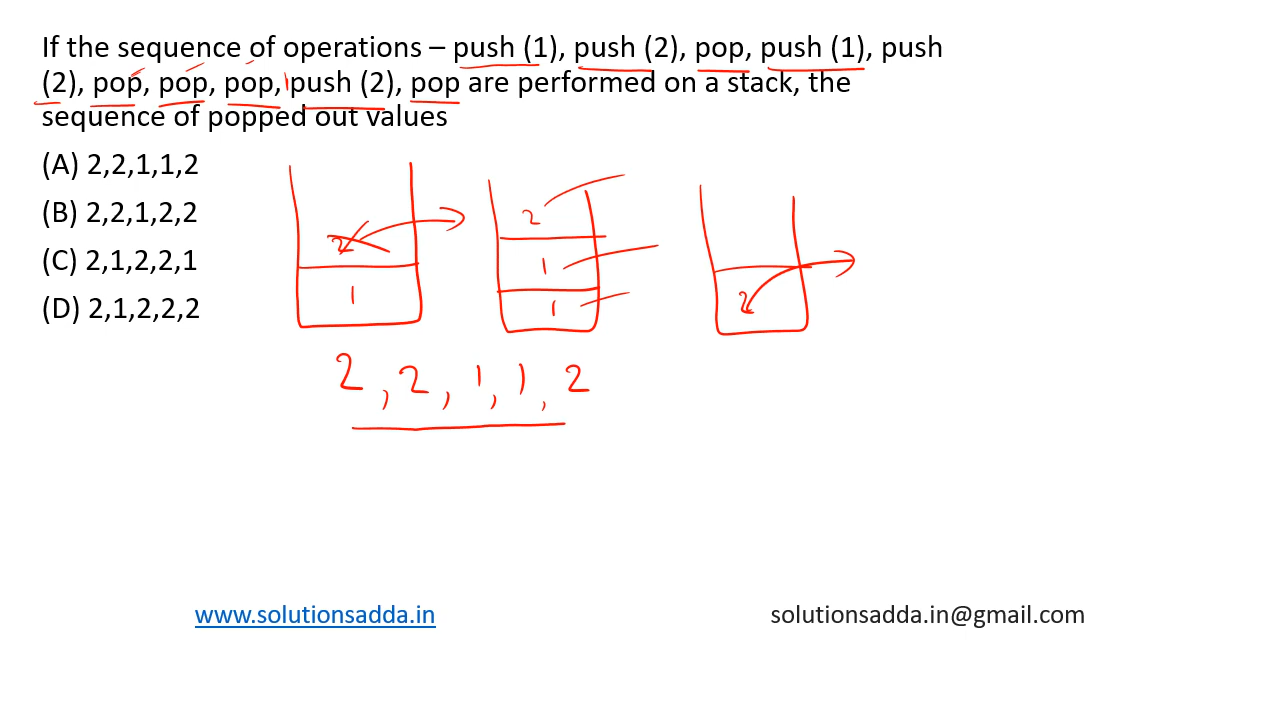 If the sequence of operations – push (1), push (2), pop, push (1), push
(2), pop, pop, pop, push (2), pop are performed on a stack, the
sequence of popped out values
(A) 2,2,1,1,2
(B) 2,2,1,2,2
(C) 2,1,2,2,1
(D) 2,1,2,2,2
2
1
2
1
1
2
2, 2, 1, 1, 2
www.solutionsadda.in
solutionsadda.in@gmail.com